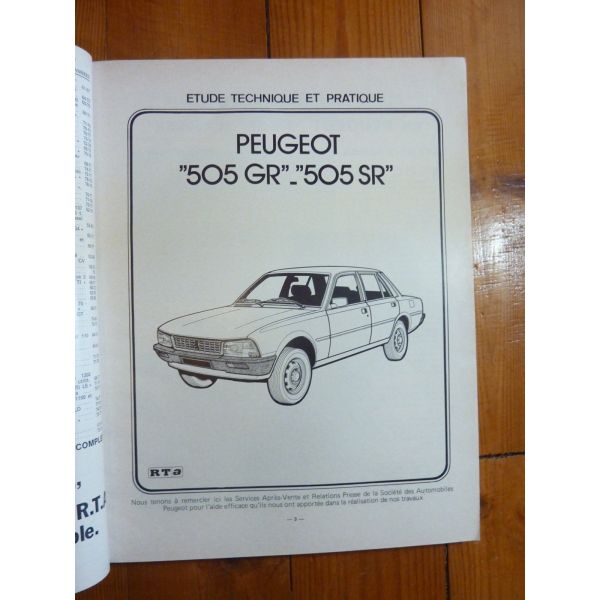 ETUDE TECHNIQUE ET PRATIQUE
PEUGEOT
"505 GR"_"505 SR"
RTa
Nous tenons à remercier ici les Services Après-Vente et Relations Presse de la Société des Automobiles
Peugeot pour l'aide efficace qu'ils nous ont apportée dans la réalisation de nos travaux.
— 3 —
COMPLE
"
R.T.A
ble.